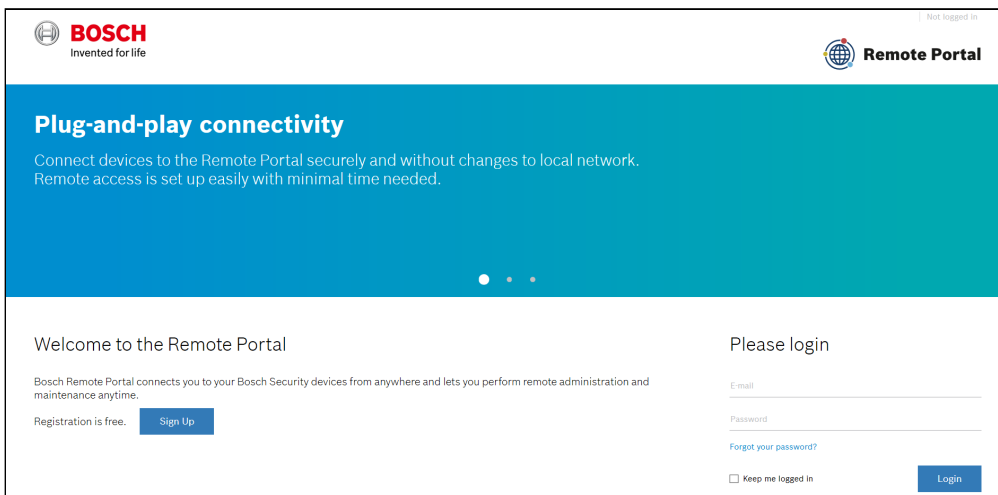 Not logged in
BOSCH
Invented for life
Remote Portal
Plug-and-play connectivity
Connect devices to the Remote Portal securely and without changes to local network.
Remote access is set up easily with minimal time needed.
Welcome to the Remote Portal
Bosch Remote Portal connects you to your Bosch Security devices from anywhere and lets you perform remote administration and
maintenance anytime.
Registration is free.
Sign Up
Please login
E-mail
Password
Forgot your password?
Keep me logged in
Login